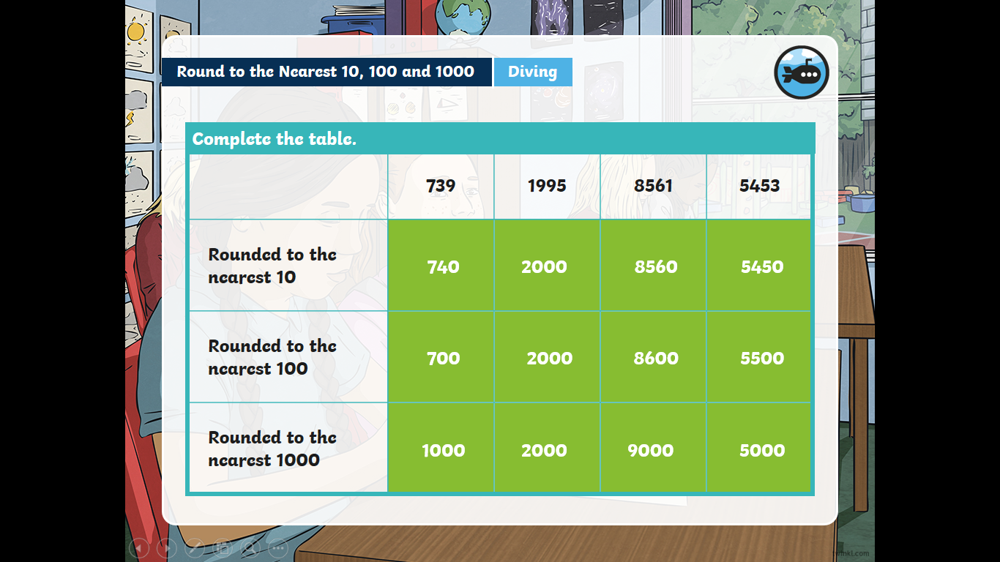 Round to the Nearest 10, 100 and 1000 Diving
Complete the table.
739 1995 8561 5453
Rounded to the
nearest 10
740 2000 8560 5450
Rounded to the
nearest 100
700 2000 8600 5500
Rounded to the
nearest 1000
1000 2000 9000 5000
winkl.com